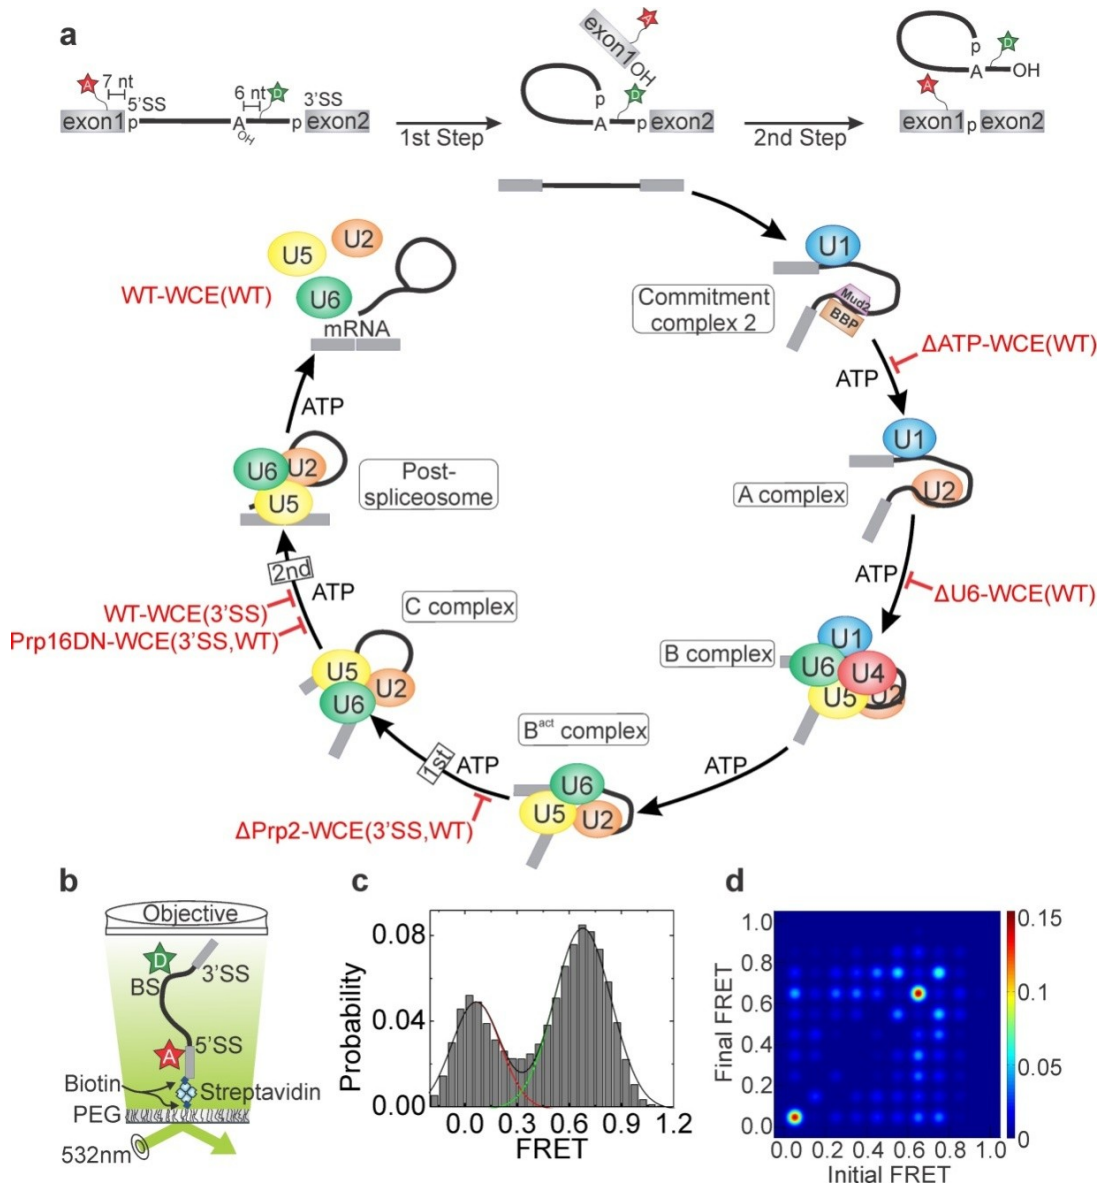 a
A
7 nt
5'SS
6 nt
D
3'SS
exon1
p
A
OH
p
exon2
1st Step
A
exon1
OH
p
D
A
p
exon2
2nd Step
p
D
A
OH
A
exon1
p
exon2
U1
Mud2
BBP
Commitment
complex 2
ΔATP-WCE(WT)
ATP
U1
U2
A complex
ATP
ΔU6-WCE(WT)
U1
U6
U4
U5
U2
B complex
ATP
Bact complex
U6
U5
U2
1st
ATP
ΔPrp2-WCE(3'SS,WT)
C complex
U5
U2
U6
2nd
ATP
WT-WCE(3'SS)
Prp16DN-WCE(3'SS,WT)
Post-
spliceosome
U6
U2
U5
ATP
WT-WCE(WT)
U5
U2
U6
mRNA
b
Objective
D
BS
3'SS
A
5'SS
Biotin
Streptavidin
PEG
532nm
c
0.08
0.04
0.00
Probability
0.0 0.3 0.6 0.9 1.2
FRET
d
1.0
0.8
0.6
0.4
0.2
0.0
Final FRET
0.0 0.2 0.4 0.6 0.8 1.0
Initial FRET
0.15
0.1
0.05
0